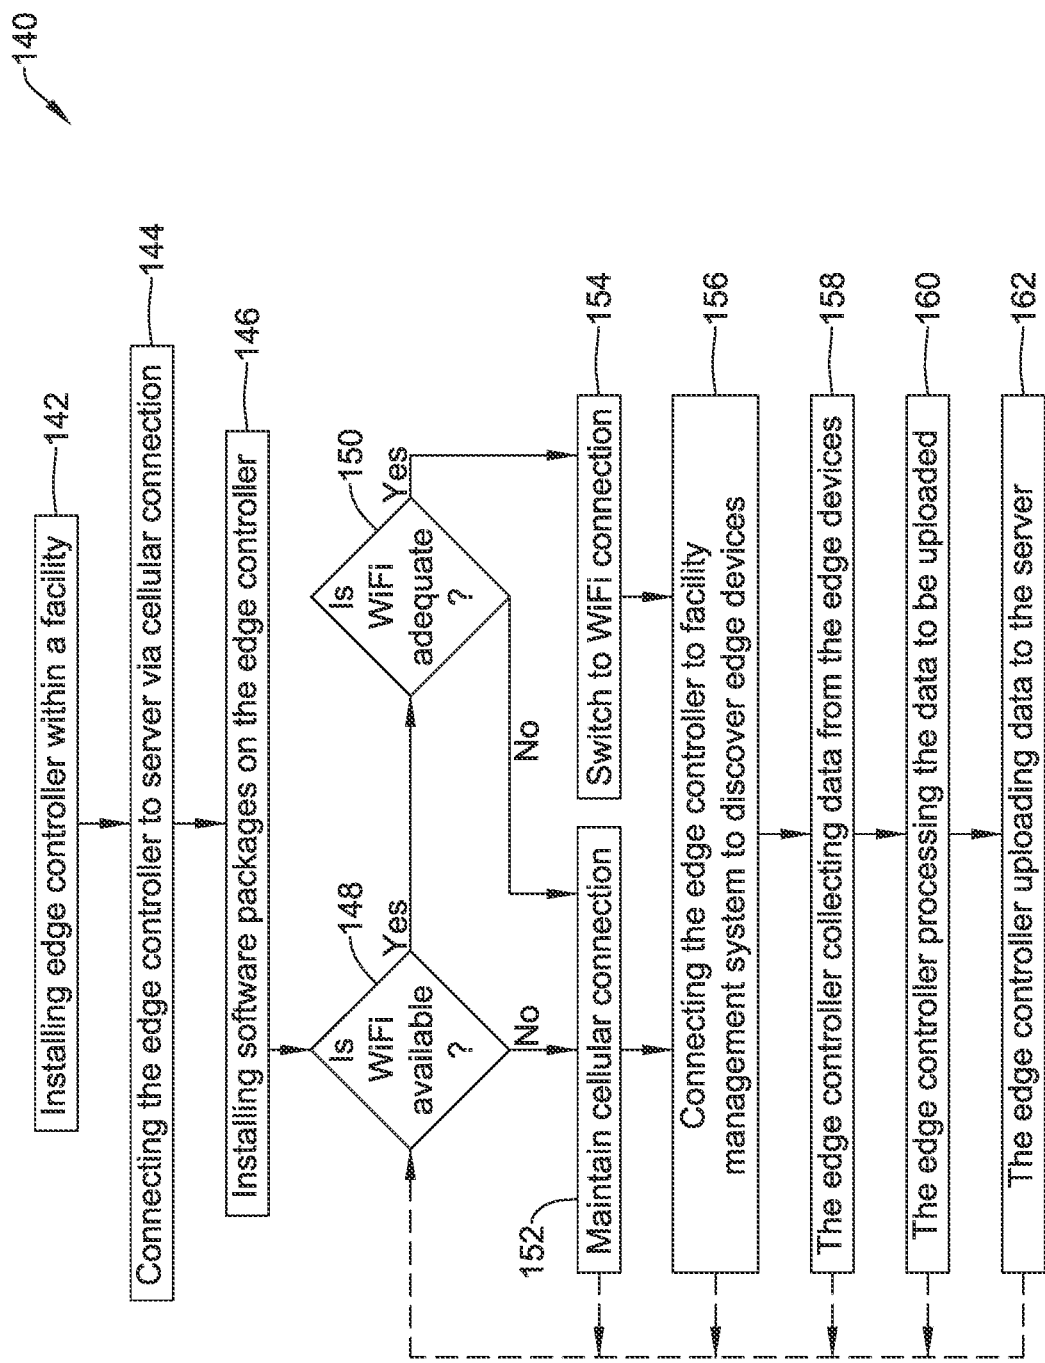 140
Installing edge controller within a facility
142
Connecting the edge controller to server via cellular connection
144
Installing software packages on the edge controller
146
Is
WiFi
available
?
148
Yes
No
Is
WiFi
adequate
?
150
Yes
No
152
Maintain cellular connection
Switch to WiFi connection
154
Connecting the edge controller to facility
management system to discover edge devices
156
The edge controller collecting data from the edge devices
158
The edge controller processing the data to be uploaded
160
The edge controller uploading data to the server
162